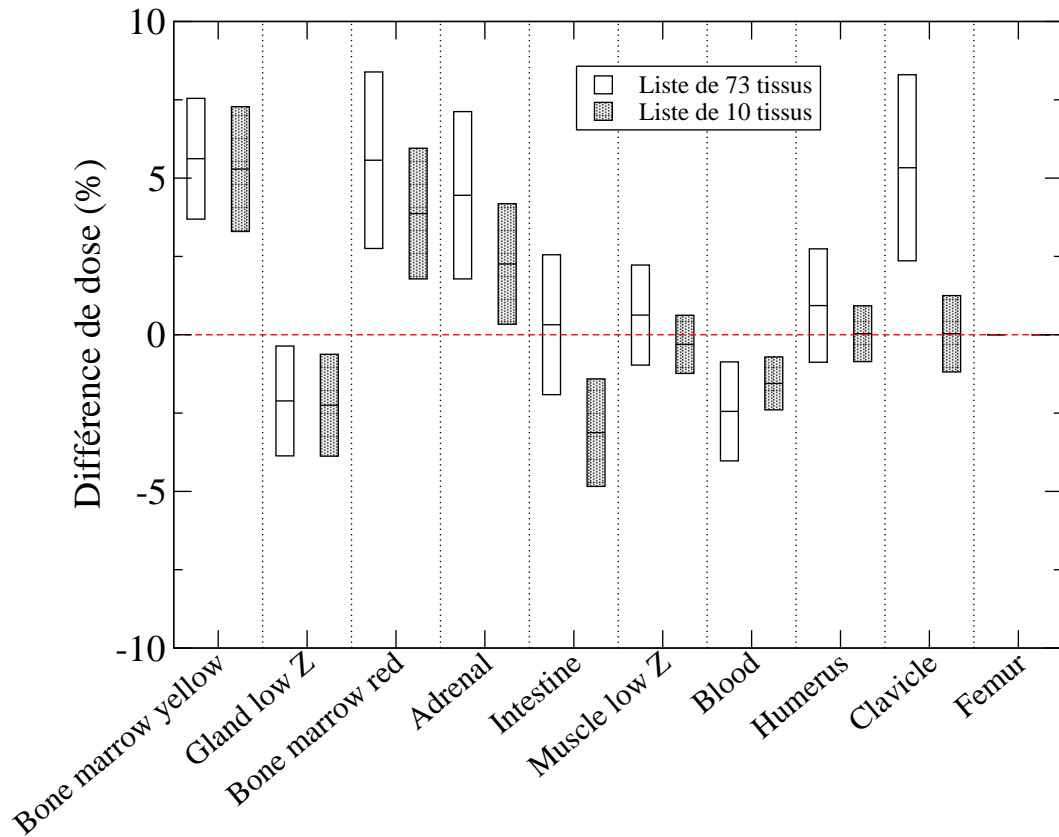 Différence de dose (%)
10
5
0
-5
-10
Liste de 73 tissus
Liste de 10 tissus
Bone marrow yellow
Gland low Z
Bone marrow red
Adrenal
Intestine
Muscle low Z
Blood
Humerus
Clavicle
Femur